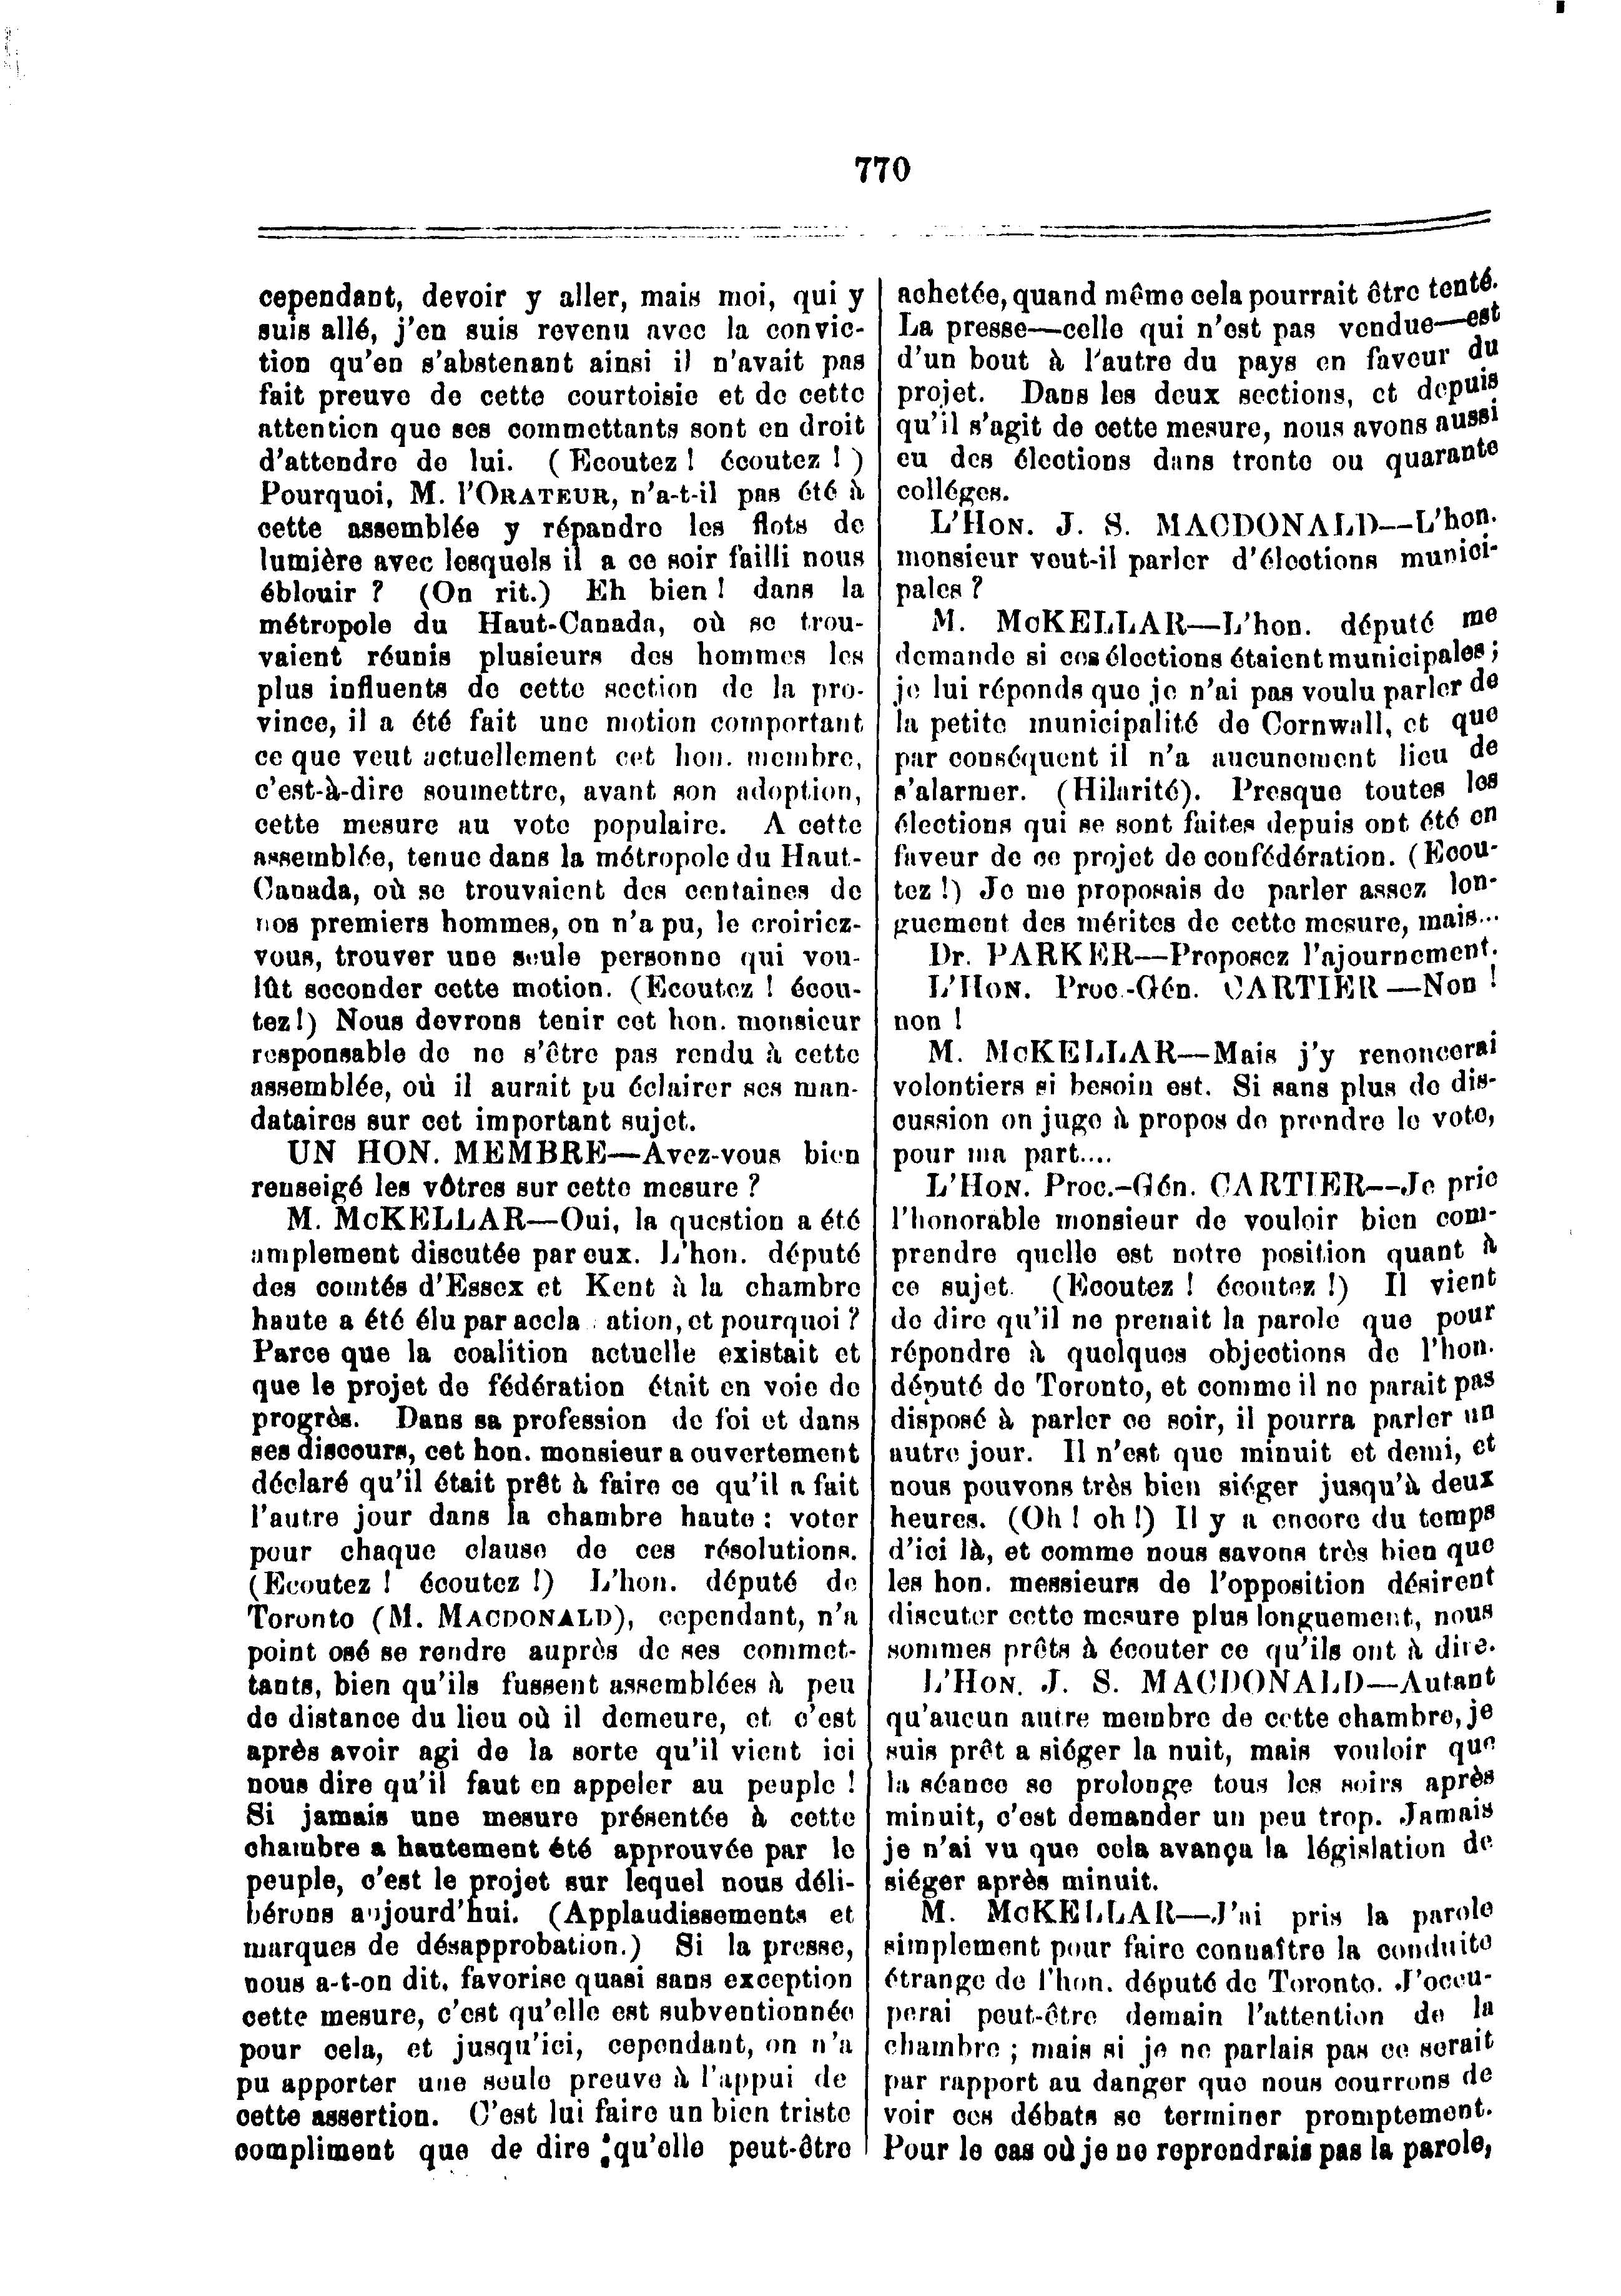 770
cependant, devoir y aller, mais moi, qui y
suis allé, j'en suis revenu avec la convic-
tion qu'en s'abstenant ainsi il n'avait pas
fait preuve de cette courtoisie et de cette
attention que ses commettants sont en droit
d'attendre de lui. (Ecoutez ! écoutez !)
Pourquoi, M. l'ORATEUR, n'a-t-il pas été à
cette assemblée y répandre les flots de
lumière avec lesquels il a ce soir failli nous
éblouir ? (On rit.) Eh bien ! dans la
métropole du Haut-Canada, où se trou-
vaient réunis plusieurs des hommes les
plus influents de cette section de la pro-
vince, il a été fait une motion comportant
ce que veut actuellement cet hon. membre,
c'est-à-dire soumettre, avant son adoption,
cette mesure au vote populaire. A cette
assemblée, tenue dans la métropole du Haut-
Canada, où se trouvaient des centaines de
nos premiers hommes, on n'a pu, le croiriez-
vous, trouver une seule personne qui vou-
lût seconder cette motion. (Ecoutez ! écou-
tez !) Nous devrons tenir cet hon. monsieur
responsable de ne s'être pas rendu à cette
assemblée, où il aurait pu éclairer ses man-
dataires sur cet important sujet.
UN HON. MEMBRE—Avez-vous bien
renseigé les vôtres sur cette mesure ?
M. McKELLAR—Oui, la question a été
amplement discutée par eux. L'hon. député
des comtés d'Essex et Kent à la chambre
haute a été élu par accla ation, et pourquoi ?
Parce que la coalition actuelle existait et
que le projet de fédération était en voie de
progrès. Dans sa profession de foi et dans
ses discours, cet hon. monsieur a ouvertement
déclaré qu'il était prêt à faire ce qu'il a fait
l'autre jour dans la chambre haute : voter
pour chaque clause de ces résolutions.
(Ecoutez ! écoutez !) L'hon. député de
Toronto (M. MACDONALD), cependant, n'a
point osé se rendre auprès de ses commet-
tants, bien qu'ils fussent assemblées à peu
de distance du lieu où il demeure, et c'est
après avoir agi de la sorte qu'il vient ici
nous dire qu'il faut en appeler au peuple !
Si jamais une mesure présentée à cette
chambre a hautement été approuvée par le
peuple, c'est le projet sur lequel nous déli-
bérons aujourd'hui. (Applaudissements et
marques de désapprobation.) Si la presse,
nous a-t-on dit, favorise quasi sans exception
cette mesure, c'est qu'elle est subventionnée
pour cela, et jusqu'ici, cependant, on n'a
pu apporter une seule preuve à l'appui de
cette assertion. C'est lui faire un bien triste
compliment que de dire qu'elle peut-être
achetée, quand même cela pourrait être tenté.
La presse—celle qui n'est pas vendue—est
d'un bout à l'autre du pays en faveur du
projet. Dans les deux sections, et depuis
qu'il s'agit de cette mesure, nous avons aussi
eu des élections dans trente ou quarante
colléges.
L'HON. J. S. MACDONALD—L'hon.
monsieur veut-il parler d'élections munici-
pales ?
M. McKELLAR—L'hon. député me
demande si ces élections étaient municipales ;
je lui réponds que je n'ai pas voulu parler de
la petite municipalité de Cornwall, et que
par conséquent il n'a aucunement lieu de
s'alarmer. (Hilarité). Presque toutes les
élections qui se sont faites depuis ont été en
faveur de ce projet de confédération. (Ecou-
tez !) Je me proposais de parler assez lon-
guement des mérites de cette mesure, mais...
Dr. PARKER—Proposez l'ajournement.
L'HON. Proc.-Gén. CARTIER—Non !
non !
M. McKELLAR—Mais j'y renoncerai
volontiers si besoin est. Si sans plus de dis-
cussion on juge à propos de prendre le vote,
pour ma part....
L'HON. Proc.-Gén. CARTIER—Je prie
l'honorable monsieur de vouloir bien com-
prendre quelle est notre position quant à
ce sujet. (Ecoutez ! écoutez !) Il vient
de dire qu'il ne prenait la parole que pour
répondre à quelques objections de l'hon.
député de Toronto, et comme il ne parait pas
disposé à parler ce soir, il pourra parler un
autre jour. Il n'est que minuit et demi, et
nous pouvons très bien siéger jusqu'à deux
heures. (Oh ! oh !) Il y a encore du temps
d'ici là, et comme nous savons très bien que
les hon. messieurs de l'opposition désirent
discuter cette mesure plus longuement, nous
sommes prêts à écouter ce qu'ils ont à dire.
L'HON. J. S. MACDONALD—Autant
qu'aucun autre membre de cette chambre, je
suis prêt a siéger la nuit, mais vouloir que
la séance se prolonge tous les soirs après
minuit, c'est demander un peu trop. Jamais
je n'ai vu que cela avança la législation de
siéger après minuit.
M. McKELLAR—J'ai pris la parole
simplement pour faire connaître la conduite
étrange de l'hon. député de Toronto. J'occu-
perai peut-être demain l'attention de la
chambre ; mais si je ne parlais pas ce serait
par rapport au danger que nous courrons de
voir ces débats se terminer promptement.
Pour le cas où je ne reprendrais pas la parole,